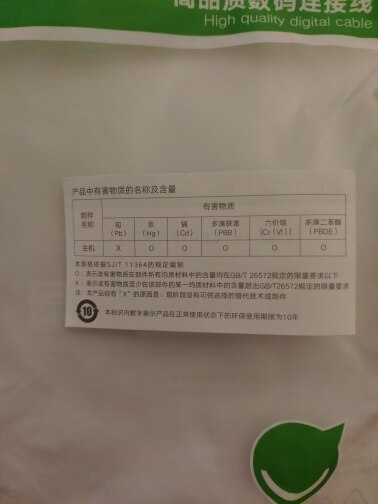 高品质数码连接线
High quality digital cable
产品中有害物质的名称及含量
部件名称 有害物质
铅 (Pb) 汞 (Hg) 镉 (Cd) 多溴联苯 (PBB) 六价铬 (Cr（Ⅵ）) 多溴二苯醚 (PBDE)
主机 X O O O O O
本表格依据SJ/T 11364的规定编制
O：表示该有害物质在部件所有均质材料中的含量均在GB/T 26572规定的限量要求以下
X：表示该有害物质至少在该部件的某一均质材料中的含量超出GB/T26572规定的限量要求
注：本产品标有"X"的原因是：现阶段没有可供选择的替代技术或部件
10 本标识内数字表示产品在正常使用状态下的环保使用期限为10年